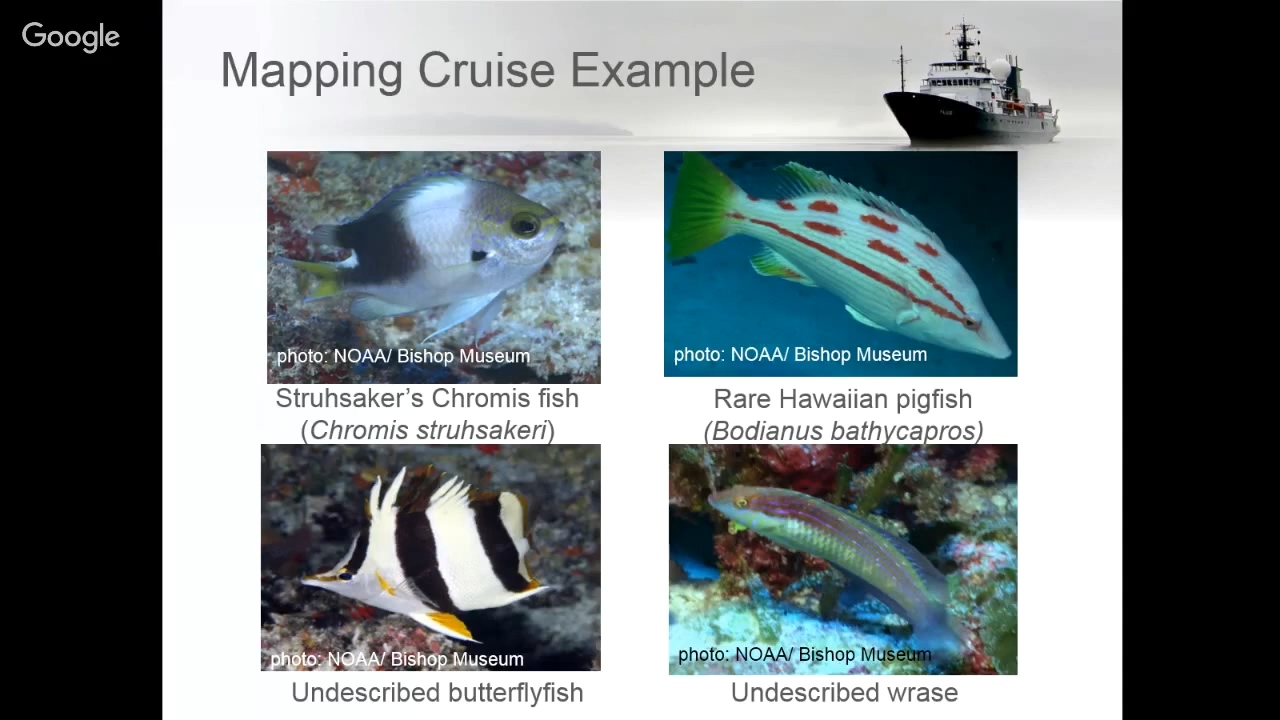 Google
Mapping Cruise Example
photo: NOAA/ Bishop Museum
photo: NOAA/ Bishop Museum
Struhsaker's Chromis fish
(Chromis struhsakeri)
Rare Hawaiian pigfish
(Bodianus bathycapros)
photo: NOAA/ Bishop Museum
photo: NOAA/ Bishop Museum
Undescribed butterflyfish
Undescribed wrase